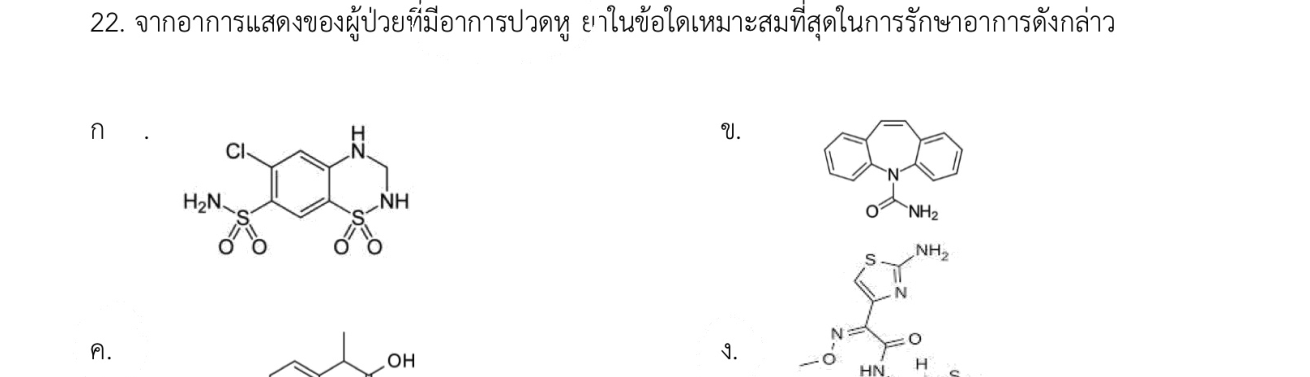 22. จากอาการแสดงของผู้ป่วยที่มีอาการปวดหู ยาในข้อใดเหมาะสมที่สุดในการรักษาอาการดังกล่าว
ก . ข.
H
Cl N
H₂N NH N
S S
O O O O
O NH₂
S NH₂
N
ค. ง.
OH
N O
O
HN H S